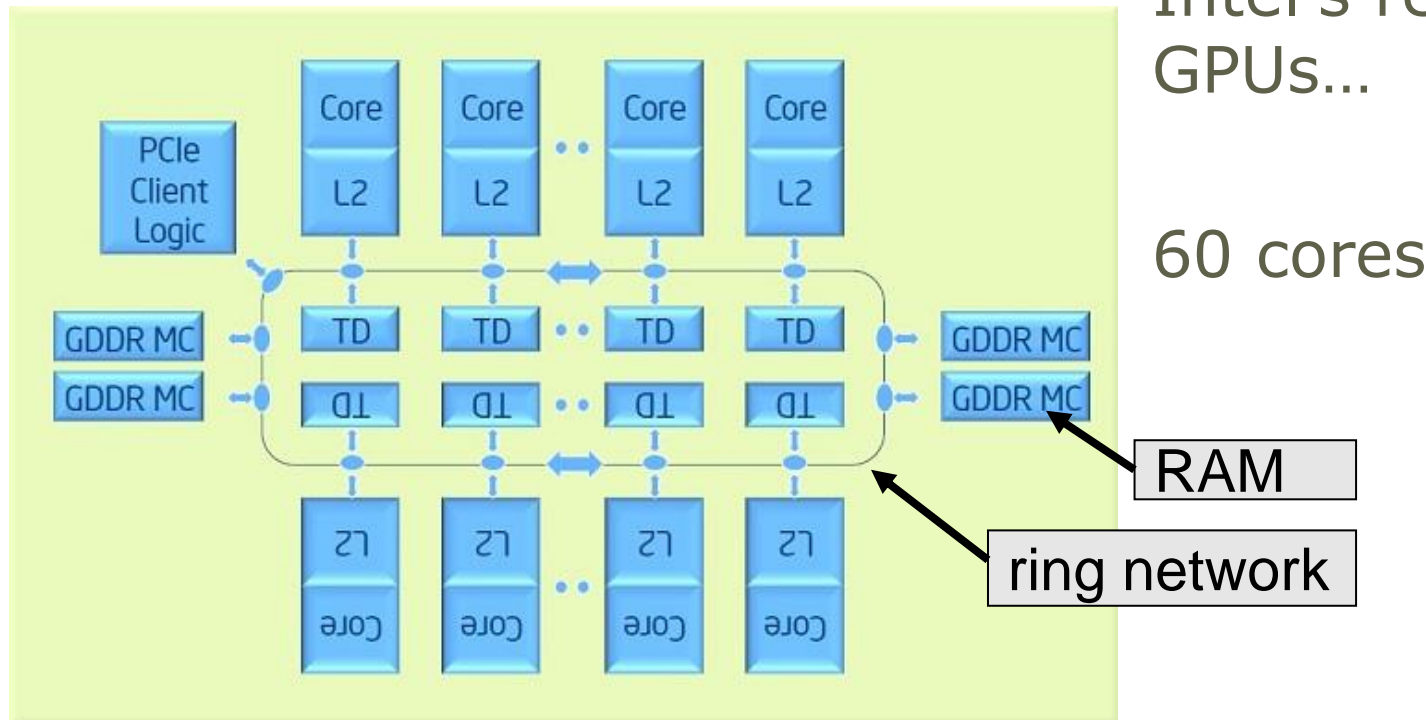 Intel's
GPUs...
60 cores
Core Core Core Core
L2 L2 L2 L2
PCIe
Client
Logic
TD TD TD TD
GDDR MC
GDDR MC
GDDR MC
GDDR MC
TD TD TD TD
RAM
ring network
L2 L2 L2 L2
Core Core Core Core